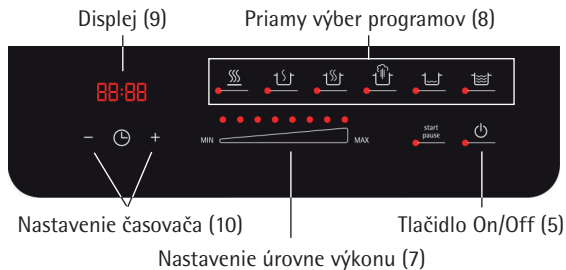 Displej (9)
Priamy výber programov (8)
88:88
− +
MIN MAX
start
pause
Nastavenie časovača (10)
Tlačidlo On/Off (5)
Nastavenie úrovne výkonu (7)